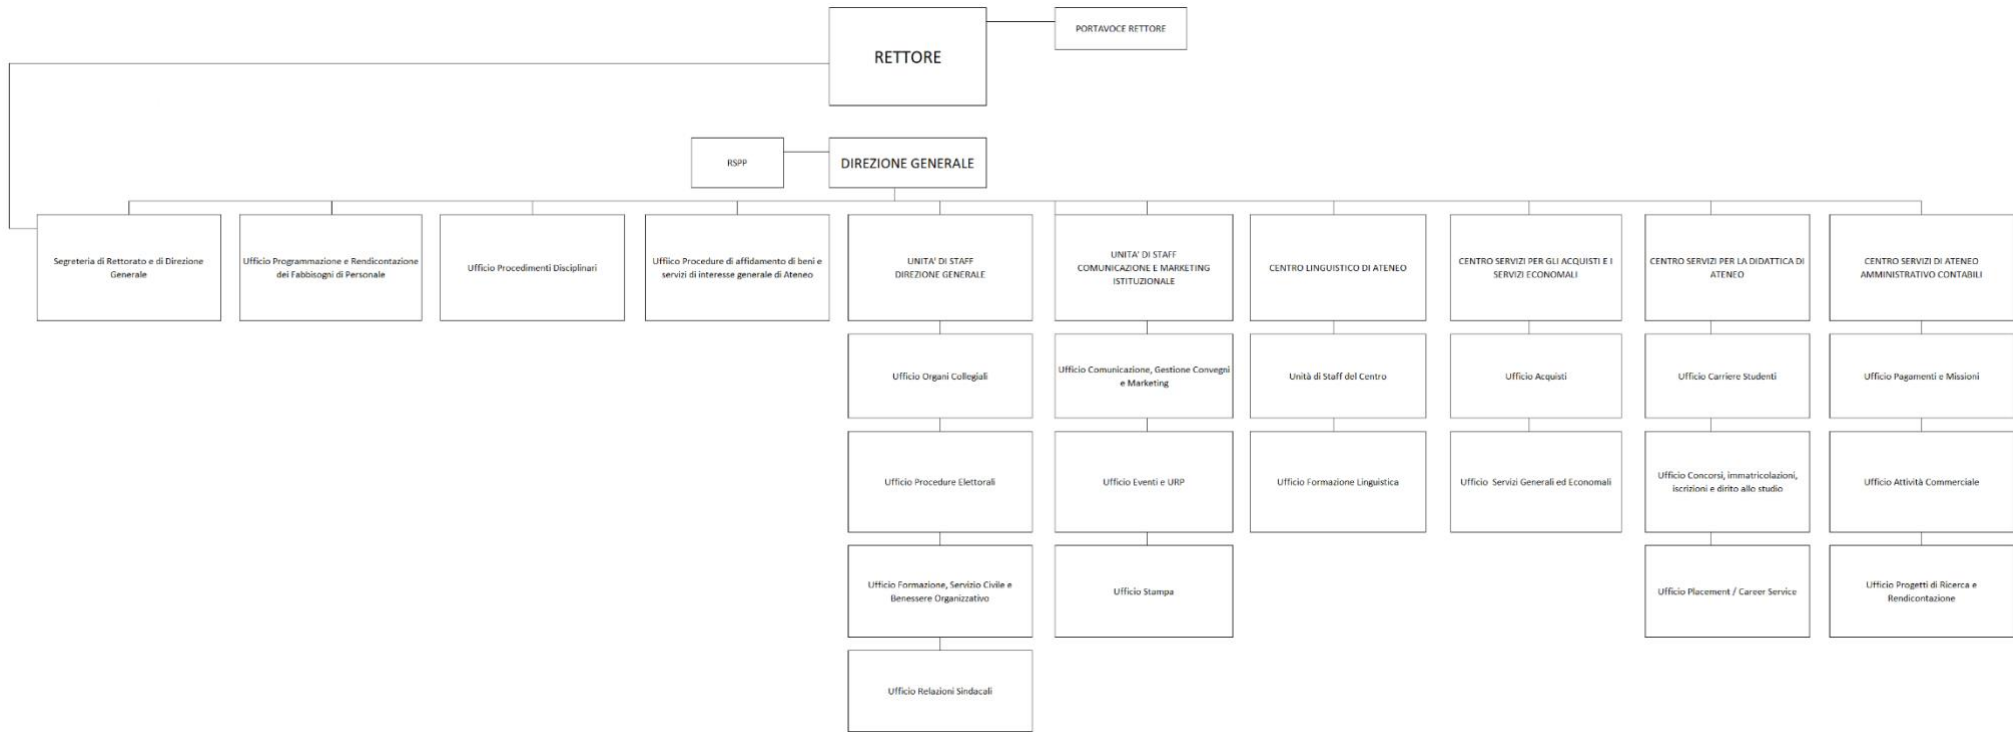 RETTORE
PORTAVOCE RETTORE
RSPP
DIREZIONE GENERALE
Segreteria di Rettorato e di Direzione
Generale
Ufficio Programmazione e Rendicontazione
dei Fabbisogni di Personale
Ufficio Procedimenti Disciplinari
Uffiico Procedure di affidamento di beni e
servizi di interesse generale di Ateneo
UNITA' DI STAFF
DIREZIONE GENERALE
UNITA' DI STAFF
COMUNICAZIONE E MARKETING
ISTITUZIONALE
CENTRO LINGUISTICO DI ATENEO
CENTRO SERVIZI PER GLI ACQUISTI E I
SERVIZI ECONOMALI
CENTRO SERVIZI PER LA DIDATTICA DI
ATENEO
CENTRO SERVIZI DI ATENEO
AMMINISTRATIVO CONTABILI
Ufficio Organi Collegiali
Ufficio Comunicazione, Gestione Convegni
e Marketing
Unità di Staff del Centro
Ufficio Acquisti
Ufficio Carriere Studenti
Ufficio Pagamenti e Missioni
Ufficio Procedure Elettorali
Ufficio Eventi e URP
Ufficio Formazione Linguistica
Ufficio Servizi Generali ed Economali
Ufficio Concorsi, immatricolazioni,
iscrizioni e dirito allo studio
Ufficio Attività Commerciale
Ufficio Formazione, Servizio Civile e
Benessere Organizzativo
Ufficio Stampa
Ufficio Placement / Career Service
Ufficio Progetti di Ricerca e
Rendicontazione
Ufficio Relazioni Sindacali